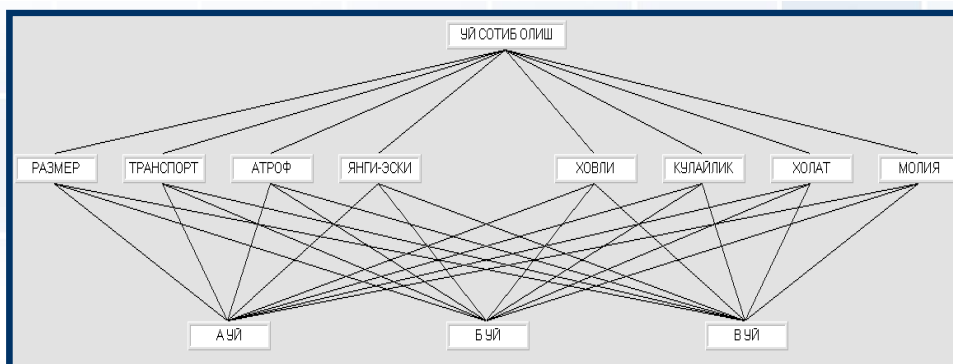 УЙ СОТИБ ОЛИШ
РАЗМЕР ТРАНСПОРТ АТРОФ ЯНГИ-ЭСКИ ХОВЛИ КУЛАЙЛИК ХОЛАТ МОЛИЯ
А УЙ Б УЙ В УЙ